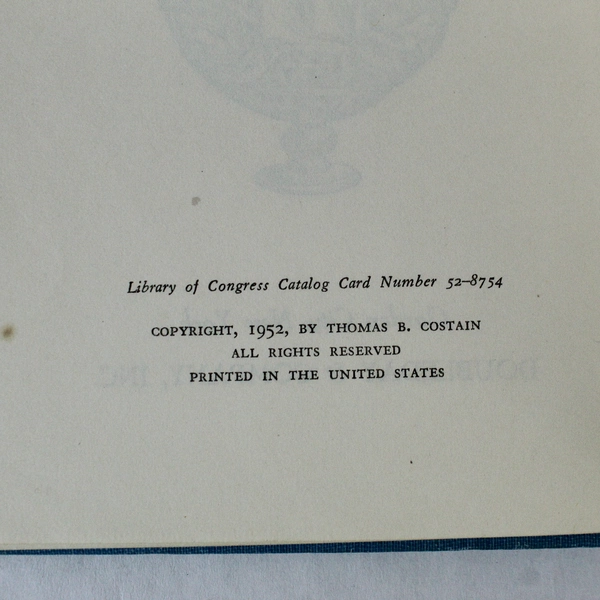 Library of Congress Catalog Card Number 52–8754
COPYRIGHT, 1952, BY THOMAS B. COSTAIN
ALL RIGHTS RESERVED
PRINTED IN THE UNITED STATES